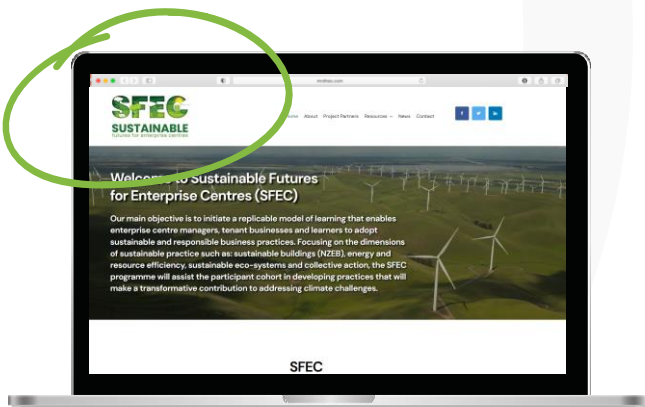 SFEC
SUSTAINABLE
futures for enterprise centres
Home About Project Partners Resources News Contact
Welcome to Sustainable Futures
for Enterprise Centres (SFEC)
Our main objective is to initiate a replicable model of learning that enables
enterprise centre managers, tenant businesses and learners to adopt
sustainable and responsible business practices. Focusing on the dimensions
of sustainable practice such as: sustainable buildings (NZEB), energy and
resource efficiency, sustainable eco-systems and collective action, the SFEC
programme will assist the participant cohort in developing practices that will
make a transformative contribution to addressing climate challenges.
SFEC